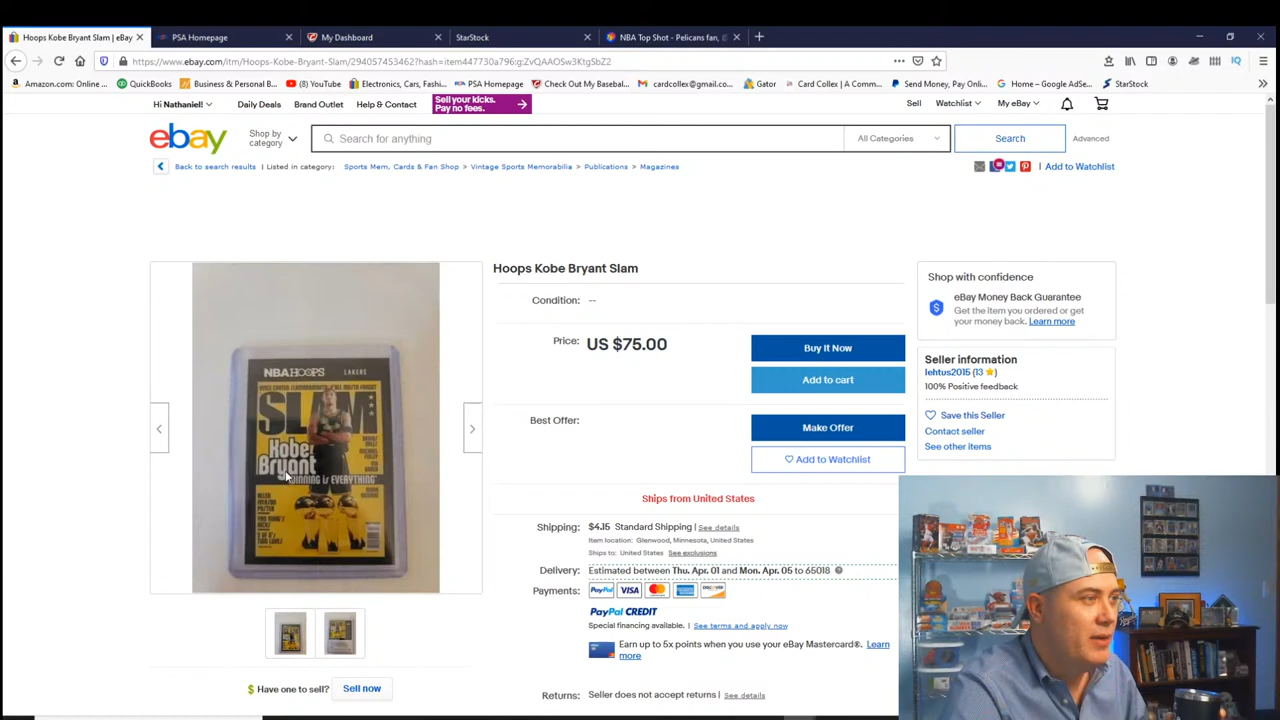 Hoops Kobe Bryant Slam | eBay
PSA Homepage
My Dashboard
StarStock
NBA Top Shot - Pelicans fan, @
https://www.ebay.com/itm/Hoops-Kobe-Bryant-Slam/294057453462?hash=item447730a796:g:ZvQAAOSw3KtgSbZ2
Amazon.com: Online...
QuickBooks
Business & Personal B...
(8) YouTube
Electronics, Cars, Fashi...
PSA Homepage
Check Out My Basebal...
cardcollex@gmail.co...
Gator
Card Collex | A Comm...
Send Money, Pay Onli...
Home – Google AdSe...
StarStock
Hi Nathaniel!
Daily Deals
Brand Outlet
Help & Contact
Sell your kicks.
Pay no fees.
Sell
Watchlist
My eBay
ebay
Shop by
category
Search for anything
All Categories
Search
Advanced
Back to search results | Listed in category: Sports Mem, Cards & Fan Shop > Vintage Sports Memorabilia > Publications > Magazines
| Add to Watchlist
Hoops Kobe Bryant Slam
Condition: --
Price: US $75.00
Buy It Now
Add to cart
Best Offer:
Make Offer
Add to Watchlist
Ships from United States
Shipping: $4.15 Standard Shipping | See details
Item location: Glenwood, Minnesota, United States
Ships to: United States See exclusions
Delivery: Estimated between Thu. Apr. 01 and Mon. Apr. 05 to 65018
Payments: PayPal VISA DISCOVER
PayPal CREDIT
Special financing available. | See terms and apply now
Earn up to 5x points when you use your eBay Mastercard®. Learn
more
Returns: Seller does not accept returns | See details
Shop with confidence
eBay Money Back Guarantee
Get the item you ordered or get
your money back. Learn more
Seller information
lehtus2015 (13)
100% Positive feedback
Save this Seller
Contact seller
See other items
NBA HOOPS
LAKERS
SLAM
Kobe
Bryant
WINNING IS EVERYTHING
$ Have one to sell? Sell now